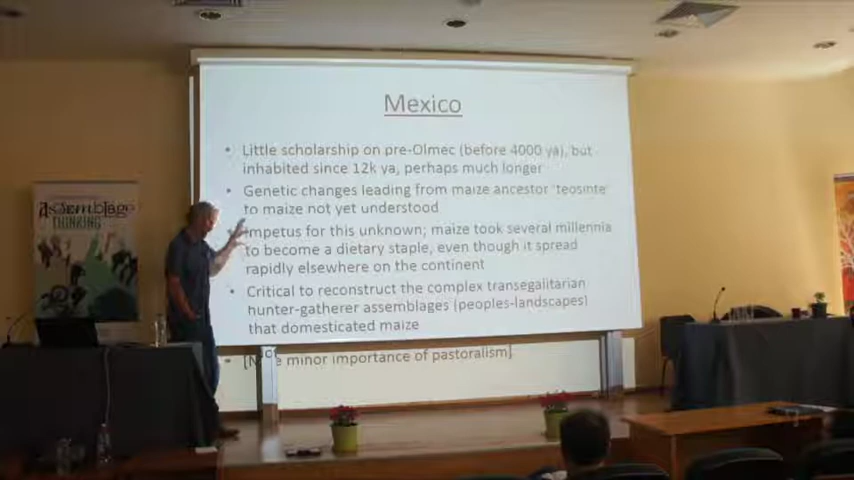 Mexico
• Little scholarship on pre-Olmec (before 4000 ya), but
inhabited since 12k ya, perhaps much longer
• Genetic changes leading from maize ancestor 'teosinte'
to maize not yet understood
Impetus for this unknown; maize took several millennia
to become a dietary staple, even though it spread
rapidly elsewhere on the continent
• Critical to reconstruct the complex transegalitarian
hunter-gatherer assemblages (peoples-landscapes)
that domesticated maize
• minor importance of pastoralism]
assemblage
THINKING